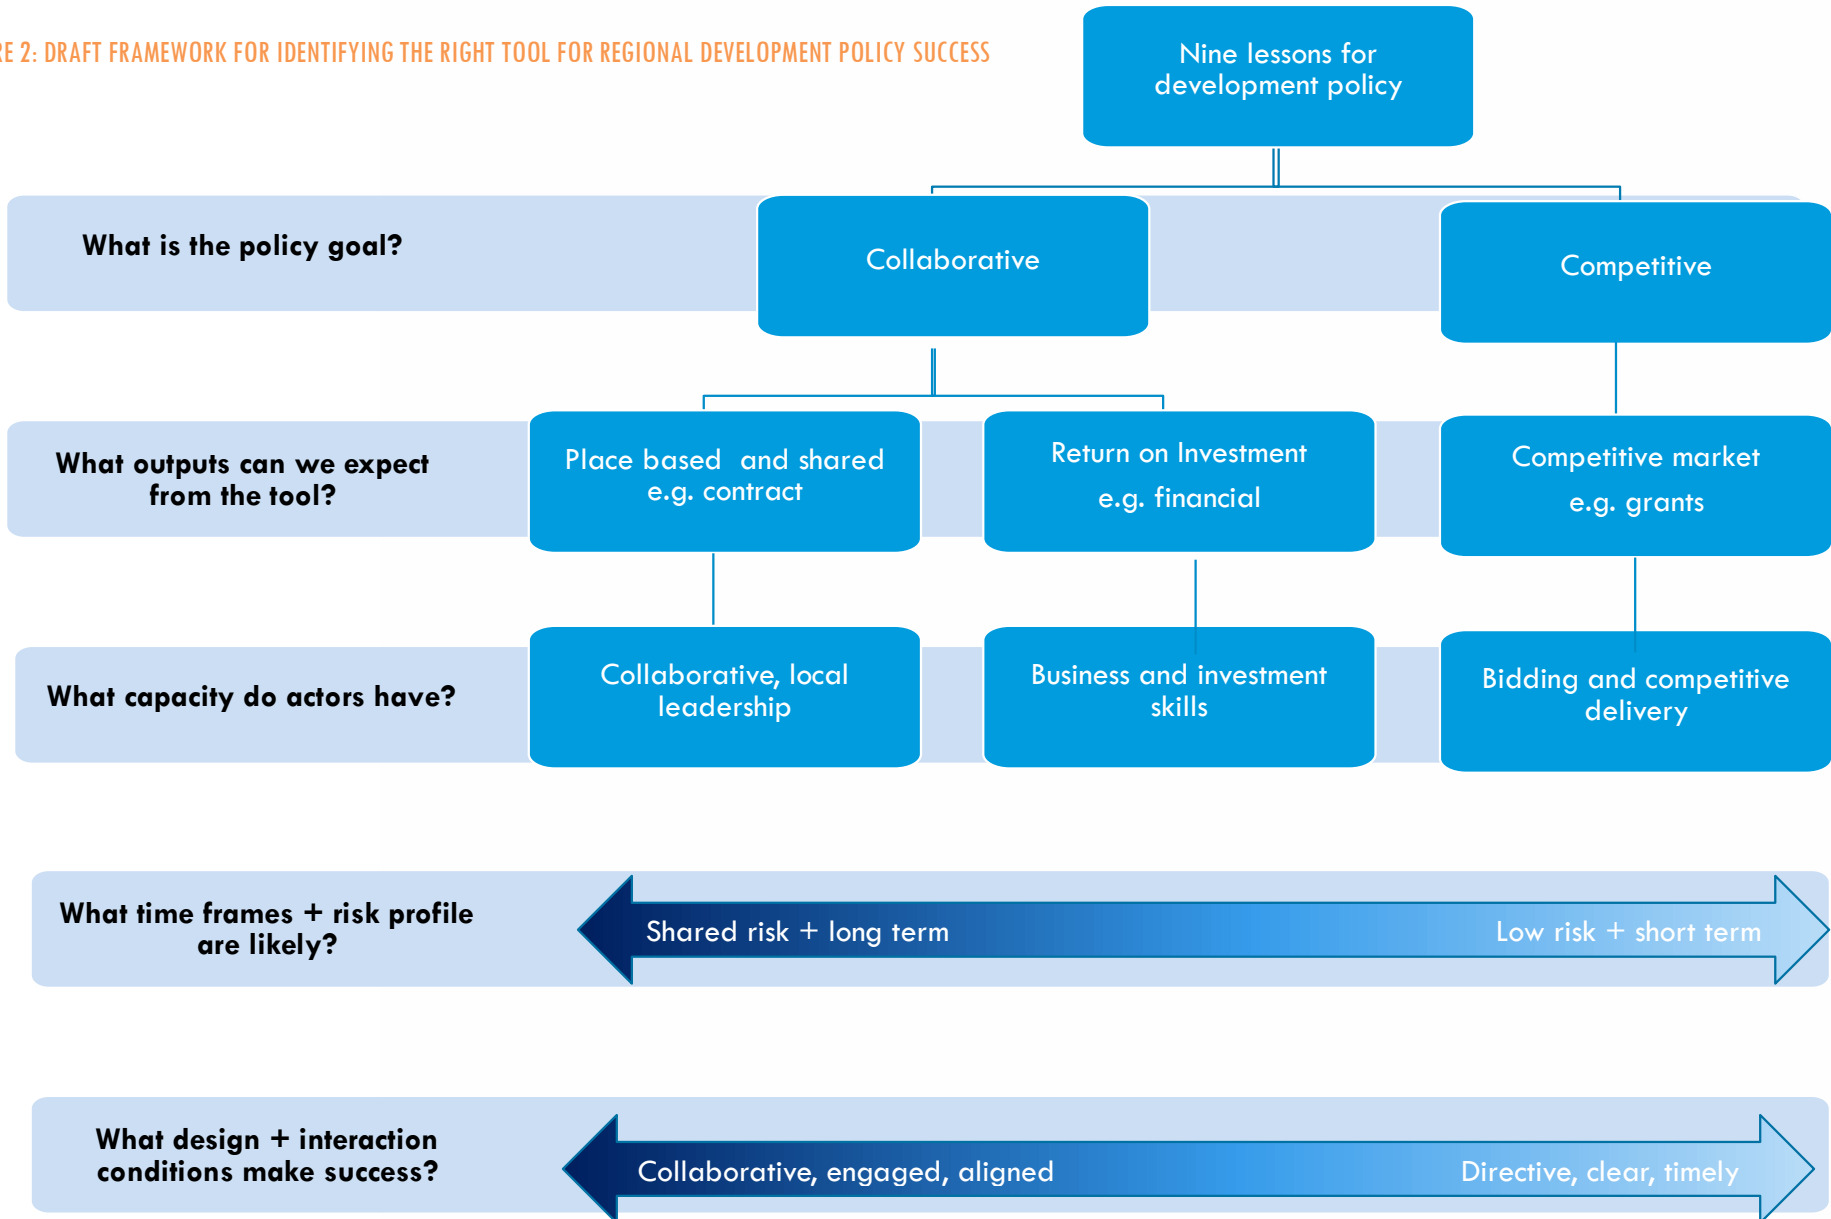 RE 2: DRAFT FRAMEWORK FOR IDENTIFYING THE RIGHT TOOL FOR REGIONAL DEVELOPMENT POLICY SUCCESS
Nine lessons for
development policy
What is the policy goal?
Collaborative
Competitive
What outputs can we expect
from the tool?
Place based and shared
e.g. contract
Return on Investment
e.g. financial
Competitive market
e.g. grants
What capacity do actors have?
Collaborative, local
leadership
Business and investment
skills
Bidding and competitive
delivery
What time frames + risk profile
are likely?
Shared risk + long term
Low risk + short term
What design + interaction
conditions make success?
Collaborative, engaged, aligned
Directive, clear, timely